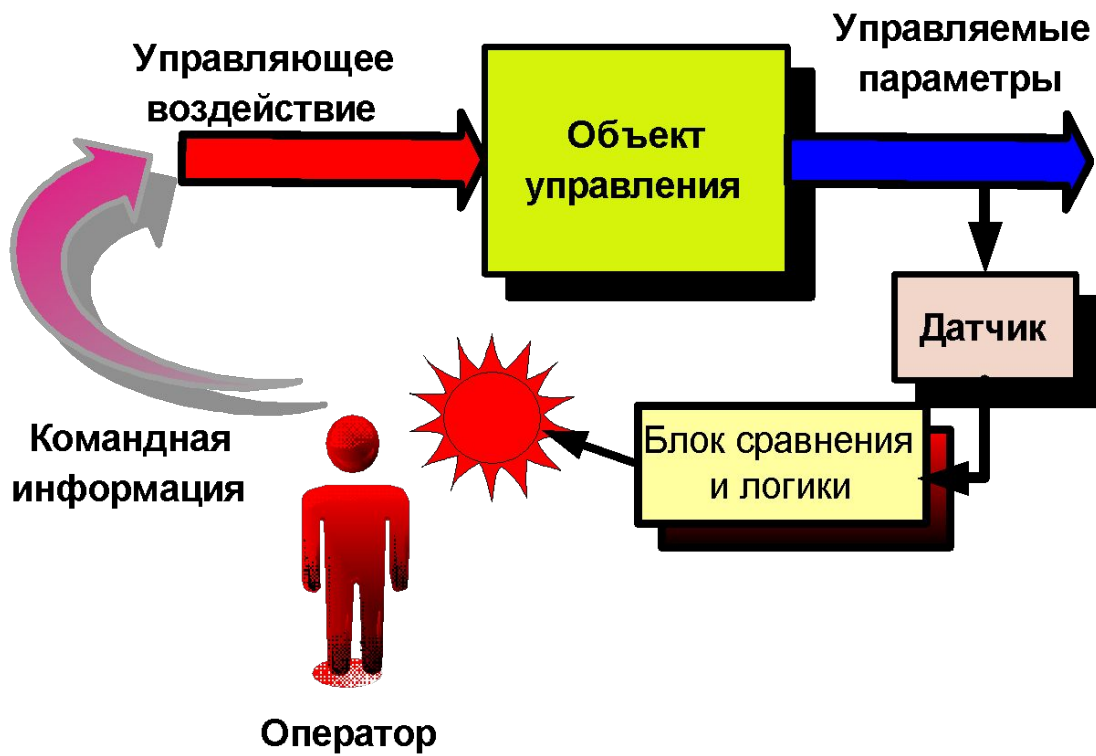 Управляющее
воздействие
Объект
управления
Управляемые
параметры
Датчик
Блок сравнения
и логики
Командная
информация
Оператор